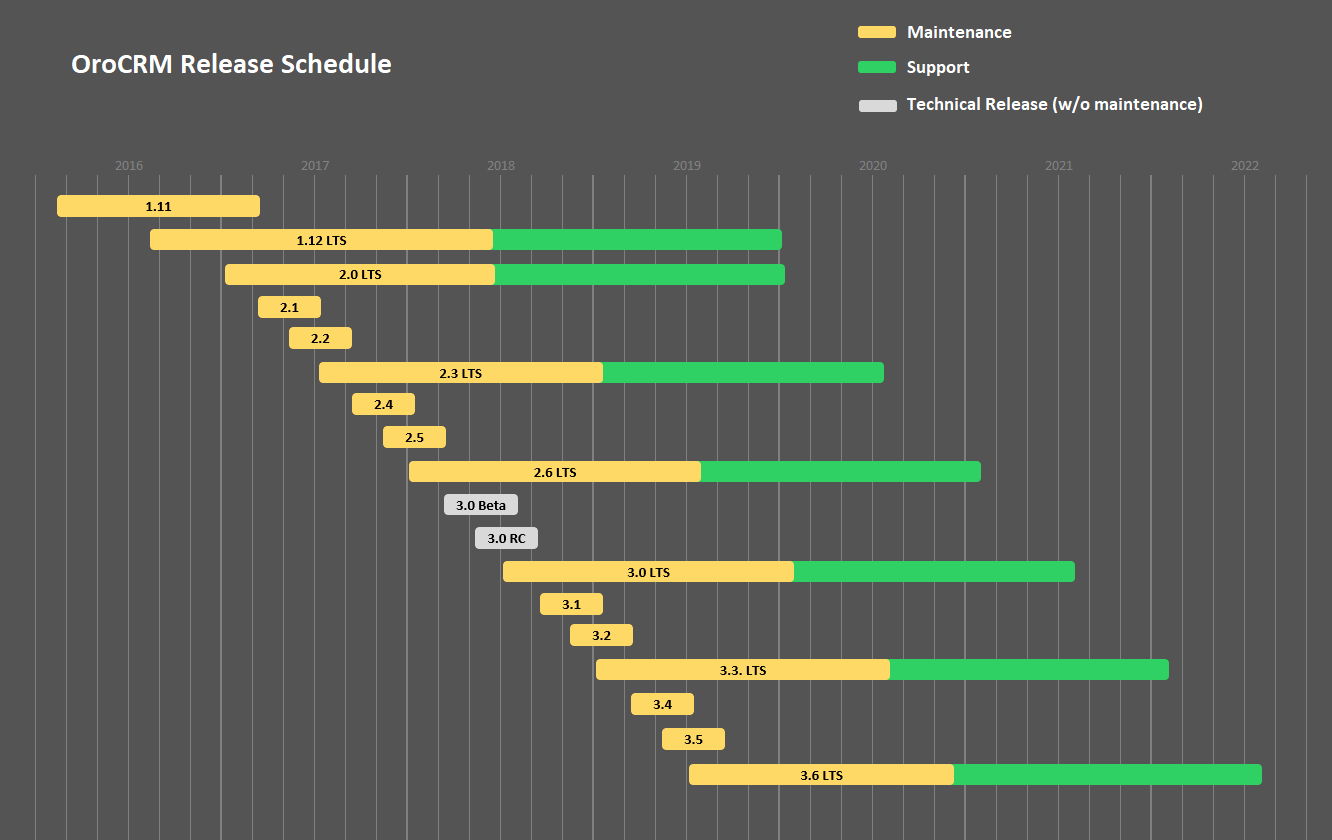 Maintenance
OroCRM Release Schedule
Support
Technical Release (w/o maintenance)
2016 2017 2018 2019 2020 2021 2022
1.11
1.12 LTS
2.0 LTS
2.1
2.2
2.3 LTS
2.4
2.5
2.6 LTS
3.0 Beta
3.0 RC
3.0 LTS
3.1
3.2
3.3. LTS
3.4
3.5
3.6 LTS